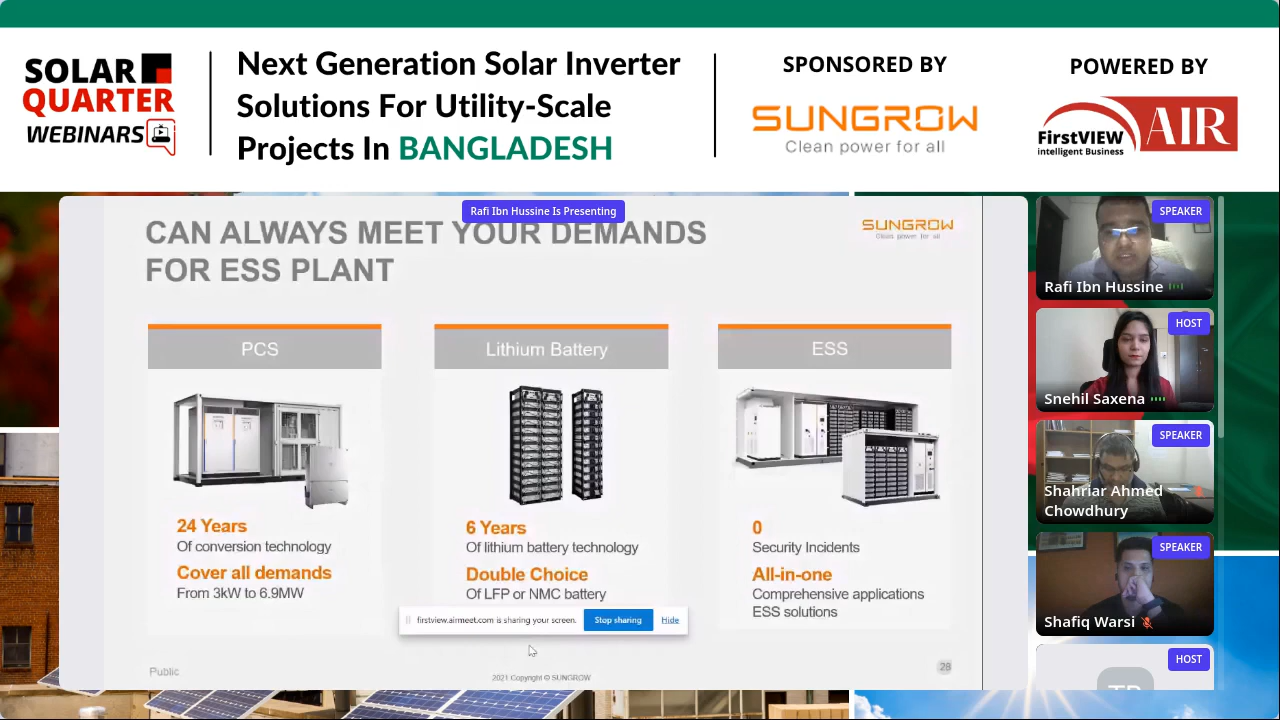 SOLAR
QUARTER
WEBINARS
Next Generation Solar Inverter
Solutions For Utility-Scale
Projects In BANGLADESH
SPONSORED BY
SUNGROW
Clean power for all
POWERED BY
FirstVIEW
intelligent Business
AIR
Rafi Ibn Hussine Is Presenting
CAN ALWAYS MEET YOUR DEMANDS
FOR ESS PLANT
SUNGROW
Clean power for all
PCS
24 Years
Of conversion technology
Cover all demands
From 3kW to 6.9MW
Lithium Battery
6 Years
Of lithium battery technology
Double Choice
Of LFP or NMC battery
ESS
0
Security Incidents
All-in-one
Comprehensive applications
ESS solutions
firstview.airmeet.com is sharing your screen.
Stop sharing
Hide
Public
2021 Copyright © SUNGROW
28
SPEAKER
Rafi Ibn Hussine
HOST
Snehil Saxena
SPEAKER
Shahriar Ahmed
Chowdhury
SPEAKER
Shafiq Warsi
HOST